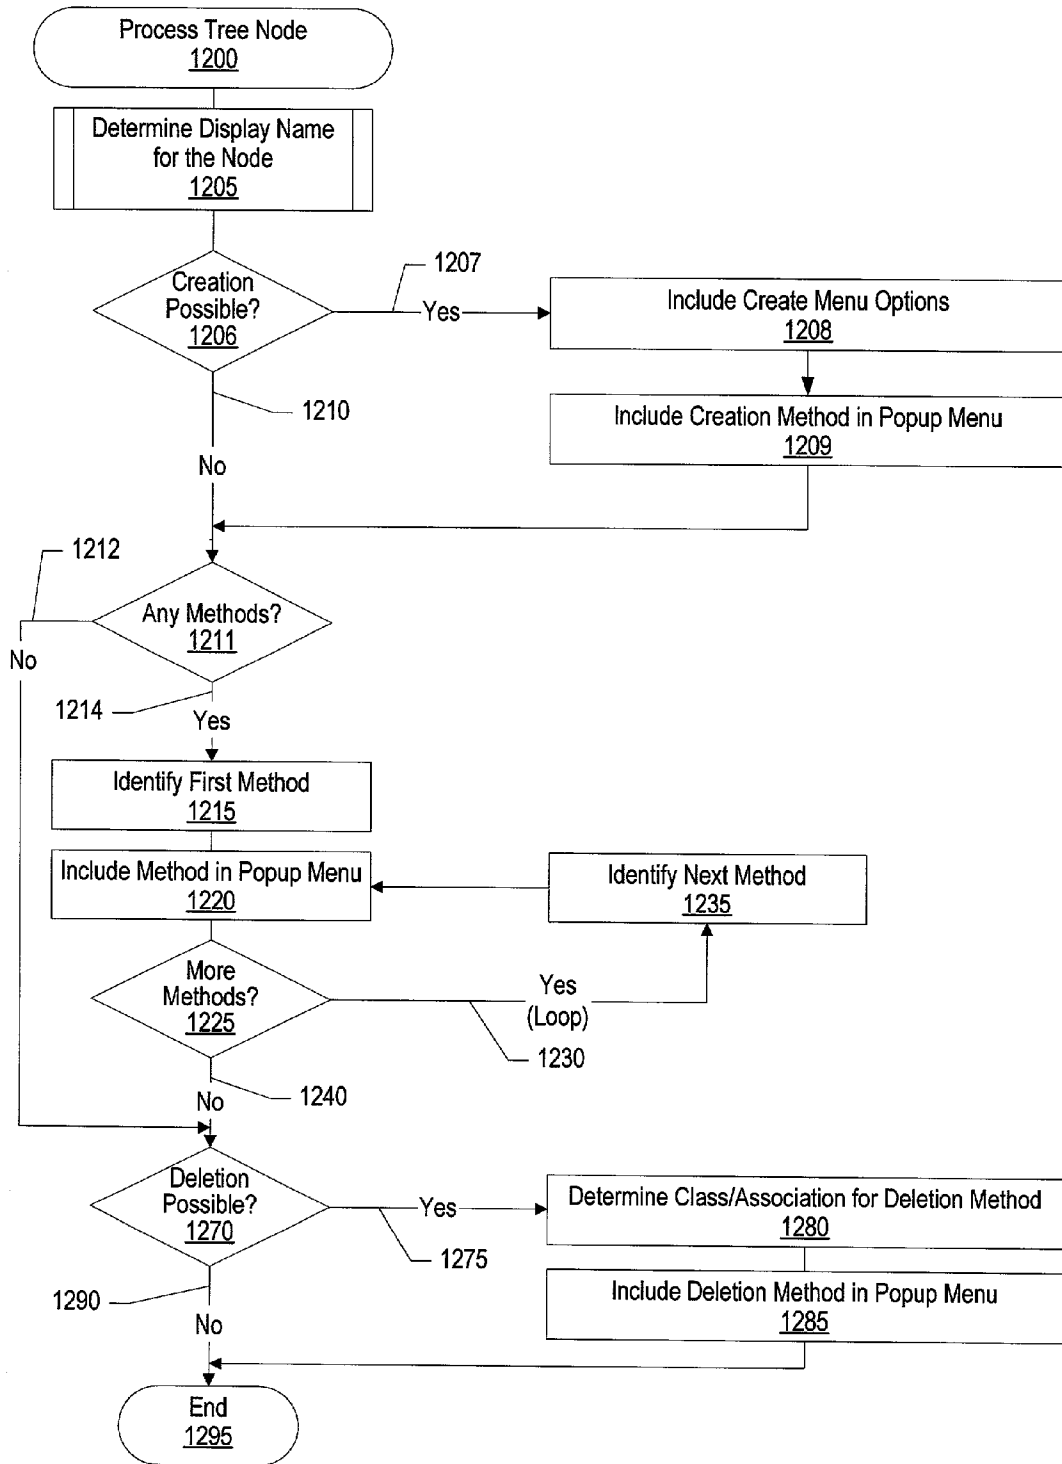 Process Tree Node
1200
Determine Display Name
for the Node
1205
Creation
Possible?
1206
1207
Yes
Include Create Menu Options
1208
1210
Include Creation Method in Popup Menu
1209
No
1212
Any Methods?
1211
No
1214
Yes
Identify First Method
1215
Include Method in Popup Menu
1220
Identify Next Method
1235
More
Methods?
1225
Yes
(Loop)
1230
1240
No
Deletion
Possible?
1270
Yes
1275
Determine Class/Association for Deletion Method
1280
1290
Include Deletion Method in Popup Menu
1285
No
End
1295